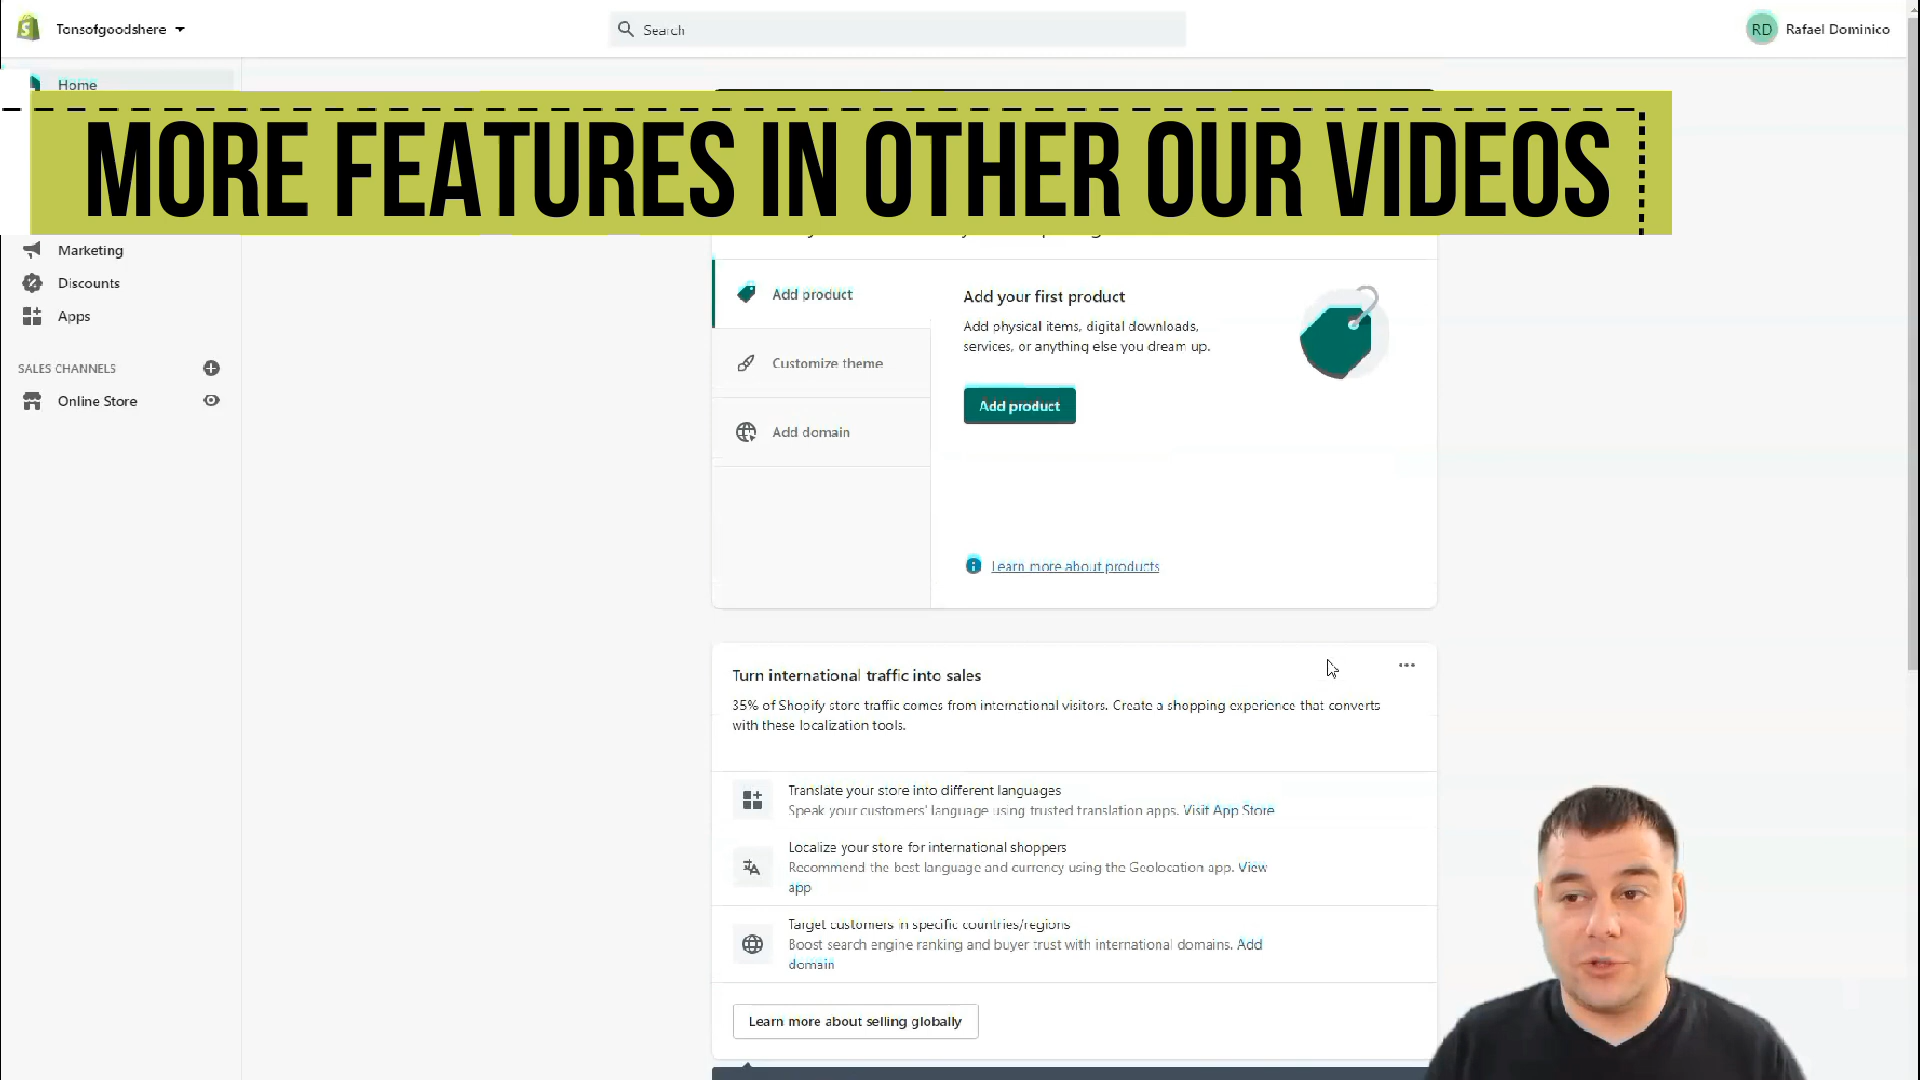 Tonsofgoodshere
Search
RD Rafael Dominico
Home
MORE FEATURES IN OTHER OUR VIDEOS
Marketing
Discounts
Apps
SALES CHANNELS
Online Store
Add product
Customize theme
Add domain
Add your first product
Add physical items, digital downloads,
services, or anything else you dream up.
Add product
Learn more about products
Turn international traffic into sales
35% of Shopify store traffic comes from international visitors. Create a shopping experience that converts
with these localization tools.
Translate your store into different languages
Speak your customers' language using trusted translation apps. Visit App Store
Localize your store for international shoppers
Recommend the best language and currency using the Geolocation app. View
app
Target customers in specific countries/regions
Boost search engine ranking and buyer trust with international domains. Add
domain
Learn more about selling globally